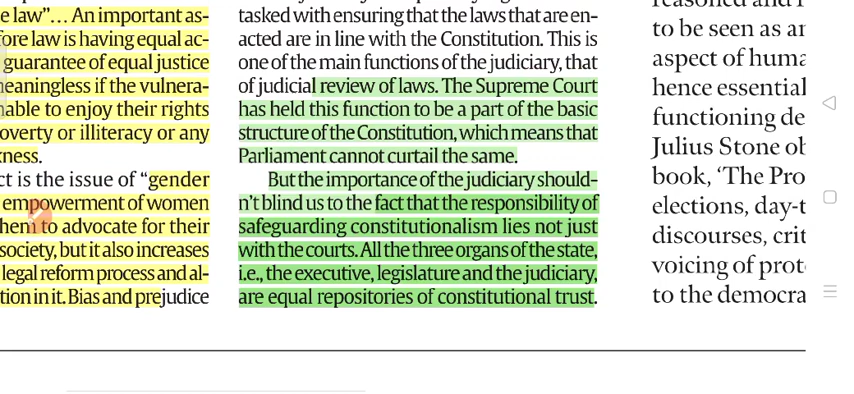 e law”... An important as-
fore law is having equal ac-
guarantee of equal justice
meaningless if the vulnera-
nable to enjoy their rights
overty or illiteracy or any
kness.
ct is the issue of “gender
empowerment of women
hem to advocate for their
society, but it also increases
legal reform process and al-
tion in it. Bias and prejudice
tasked with ensuring that the laws that are en-
acted are in line with the Constitution. This is
one of the main functions of the judiciary, that
of judicial review of laws. The Supreme Court
has held this function to be a part of the basic
structure of the Constitution, which means that
Parliament cannot curtail the same.
But the importance of the judiciary should-
n’t blind us to the fact that the responsibility of
safeguarding constitutionalism lies not just
with the courts. All the three organs of the state,
i.e., the executive, legislature and the judiciary,
are equal repositories of constitutional trust.
to be seen as an
aspect of huma
hence essential
functioning de
Julius Stone ob
book, ‘The Pro
elections, day-t
discourses, crit
voicing of prot
to the democra